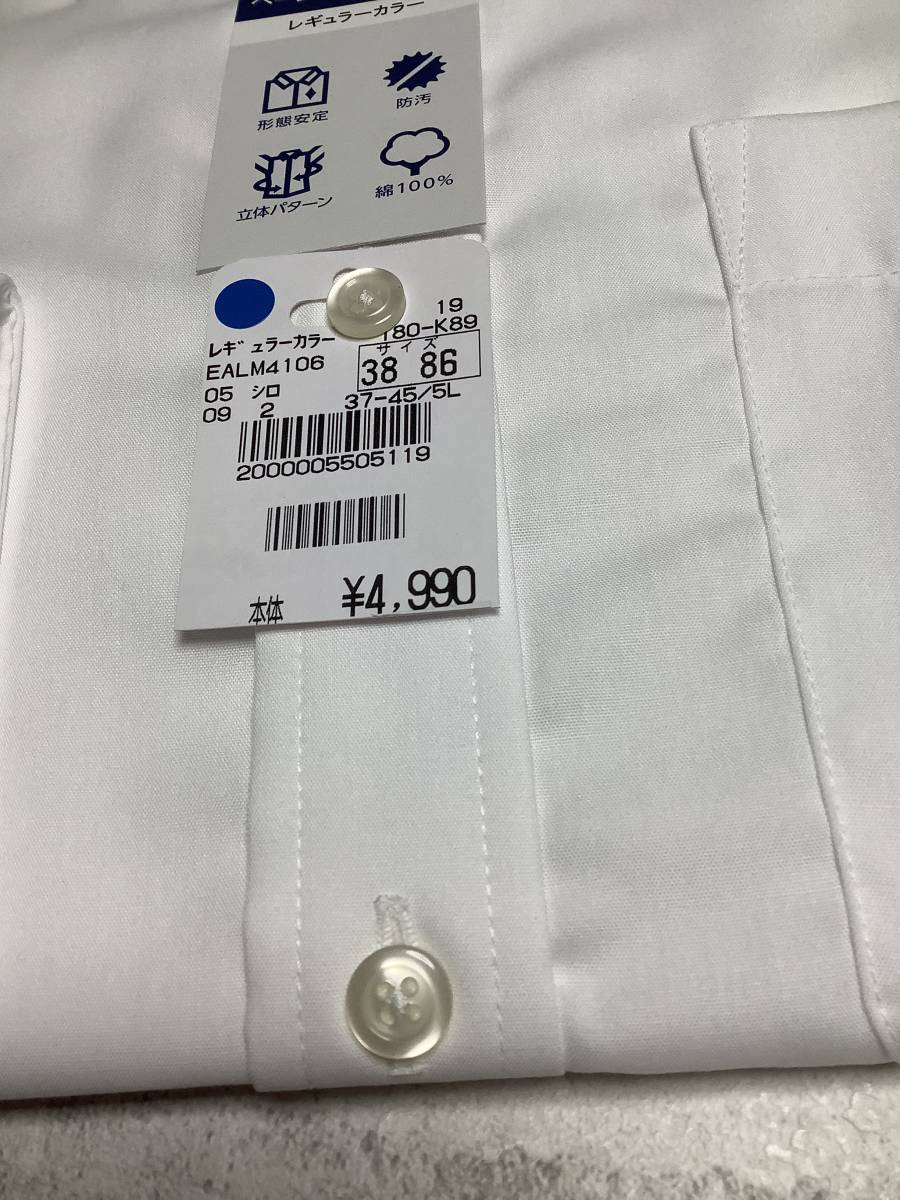 レギュラーカラー
形態安定
防汚
立体パターン
綿100%
19
レギュラーカラー
180-K89
EALM4106
サイズ
38 86
05 シロ
09 2
37-45/5L
2000005505119
本体 ¥4,990